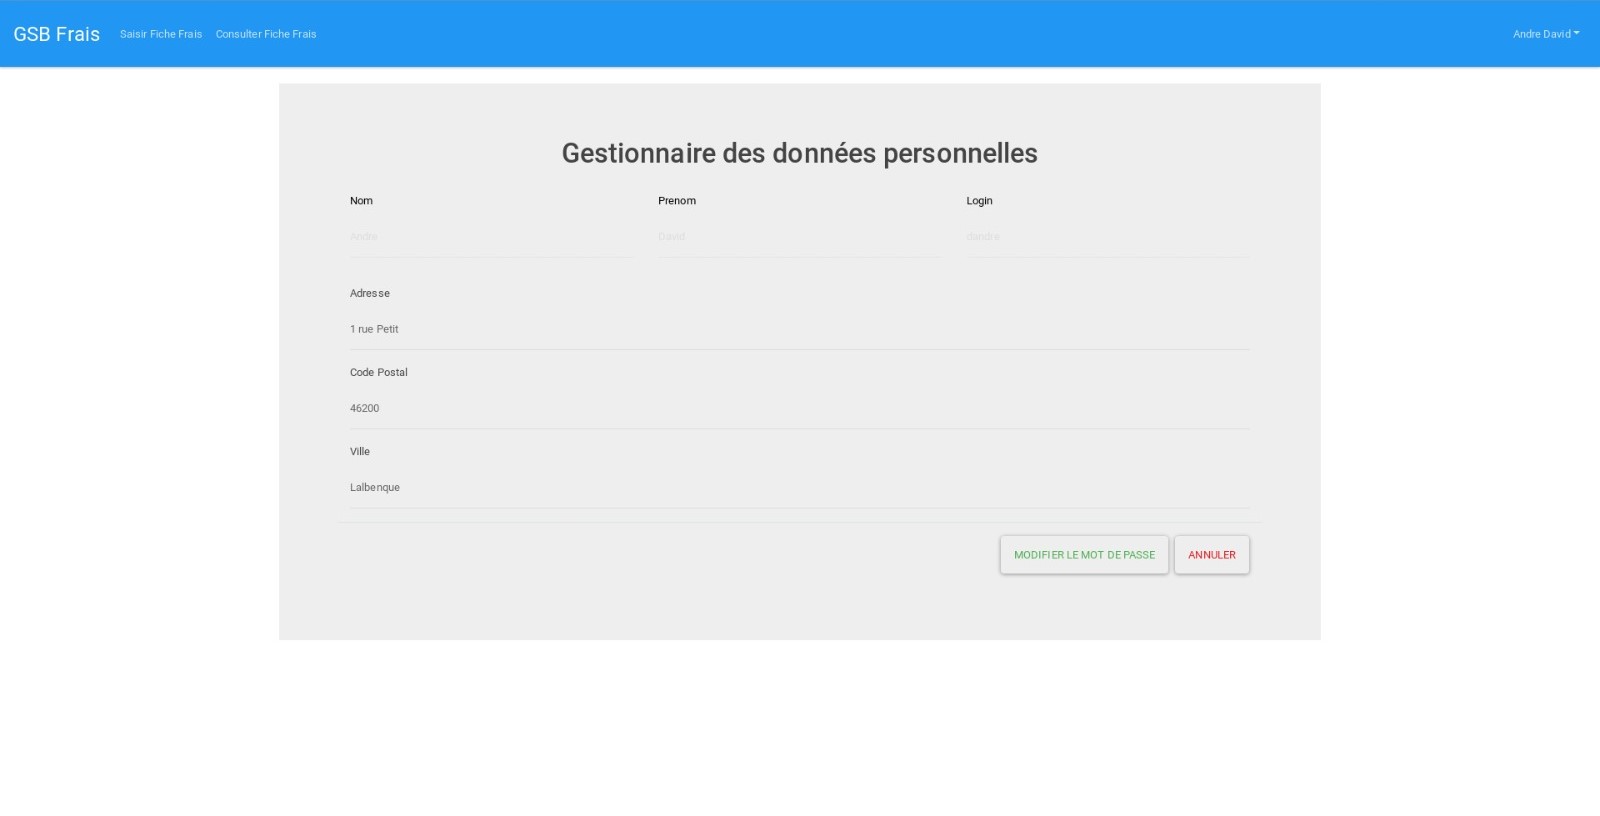 GSB Frais Saisir Fiche Frais Consulter Fiche Frais Andre David
Gestionnaire des données personnelles
Nom Prenom Login
Andre David dandre
Adresse
1 rue Petit
Code Postal
46200
Ville
Lalbenque
MODIFIER LE MOT DE PASSE ANNULER